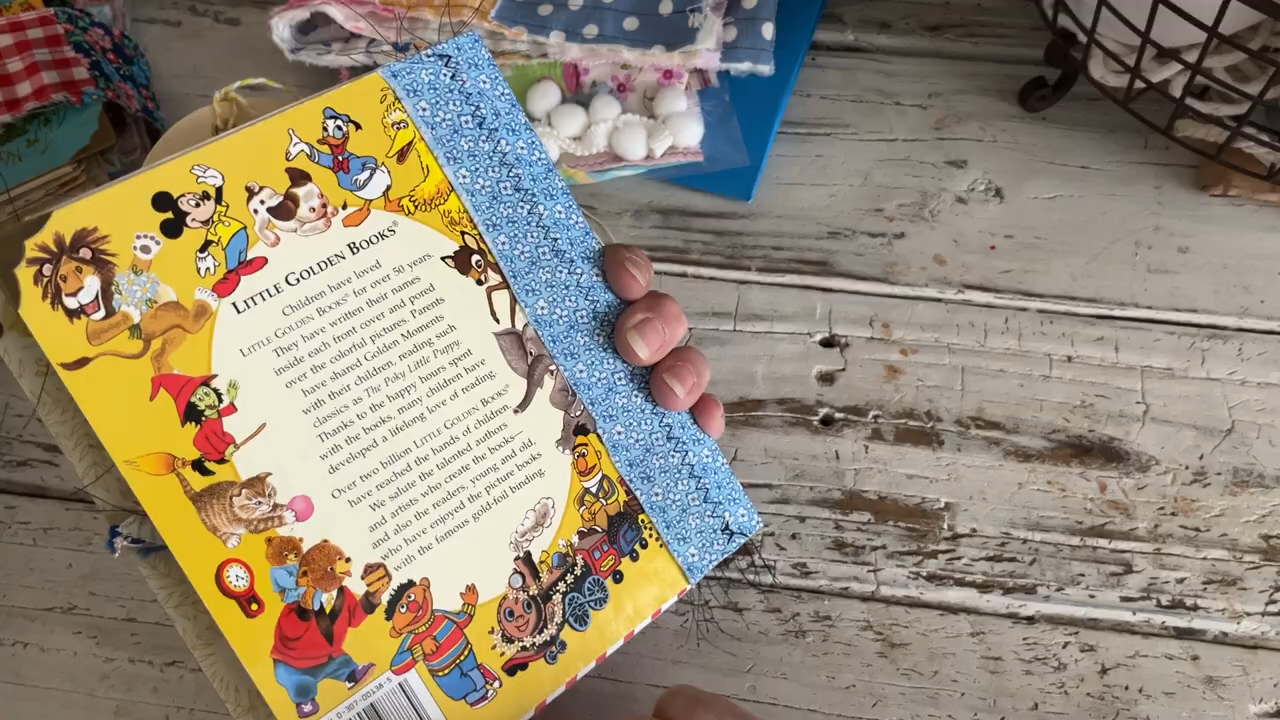 LITTLE GOLDEN BOOKS®
Children have loved
LITTLE GOLDEN BOOKS® for over 50 years.
They have written their names
inside each front cover and pored
over the colorful pictures. Parents
have shared Golden Moments
with their children, reading such
classics as The Poky Little Puppy.
Thanks to the happy hours spent
with the books, many children have
developed a lifelong love of reading.
Over two billion LITTLE GOLDEN BOOKS®
have reached the hands of children.
We salute the talented authors
and artists who create the books—
and also the readers, young and old,
who have enjoyed the picture books
with the famous gold-foil binding.
0-307-00138-5